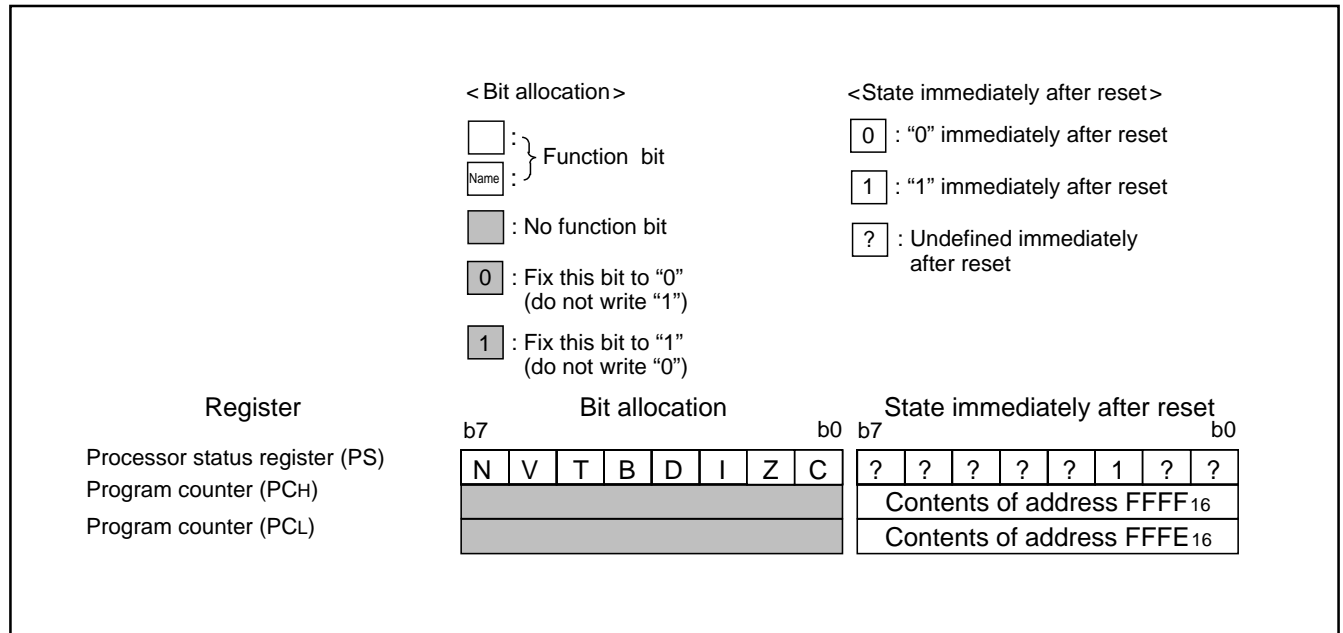 <Bit allocation>
:
Name :
Function bit
: No function bit
0 : Fix this bit to “0”
(do not write “1”)
1 : Fix this bit to “1”
(do not write “0”)
<State immediately after reset>
0 : “0” immediately after reset
1 : “1” immediately after reset
? : Undefined immediately
after reset
Register Bit allocation State immediately after reset
b7 b0 b7 b0
Processor status register (PS) N V T B D I Z C ? ? ? ? ? 1 ? ?
Program counter (PCH) Contents of address FFFF16
Program counter (PCL) Contents of address FFFE16